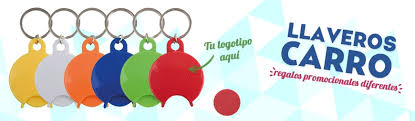 Tu logotipo
aquí
LLAVEROS
CARRO
regalos promocionales diferentes